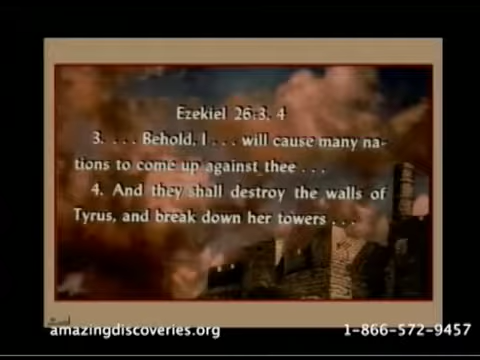 Ezekiel 26:3, 4
3. . . . Behold, I . . . will cause many na-
tions to come up against thee . . .
4. And they shall destroy the walls of
Tyrus, and break down her towers . . .
amazingdiscoveries.org 1-866-572-9457